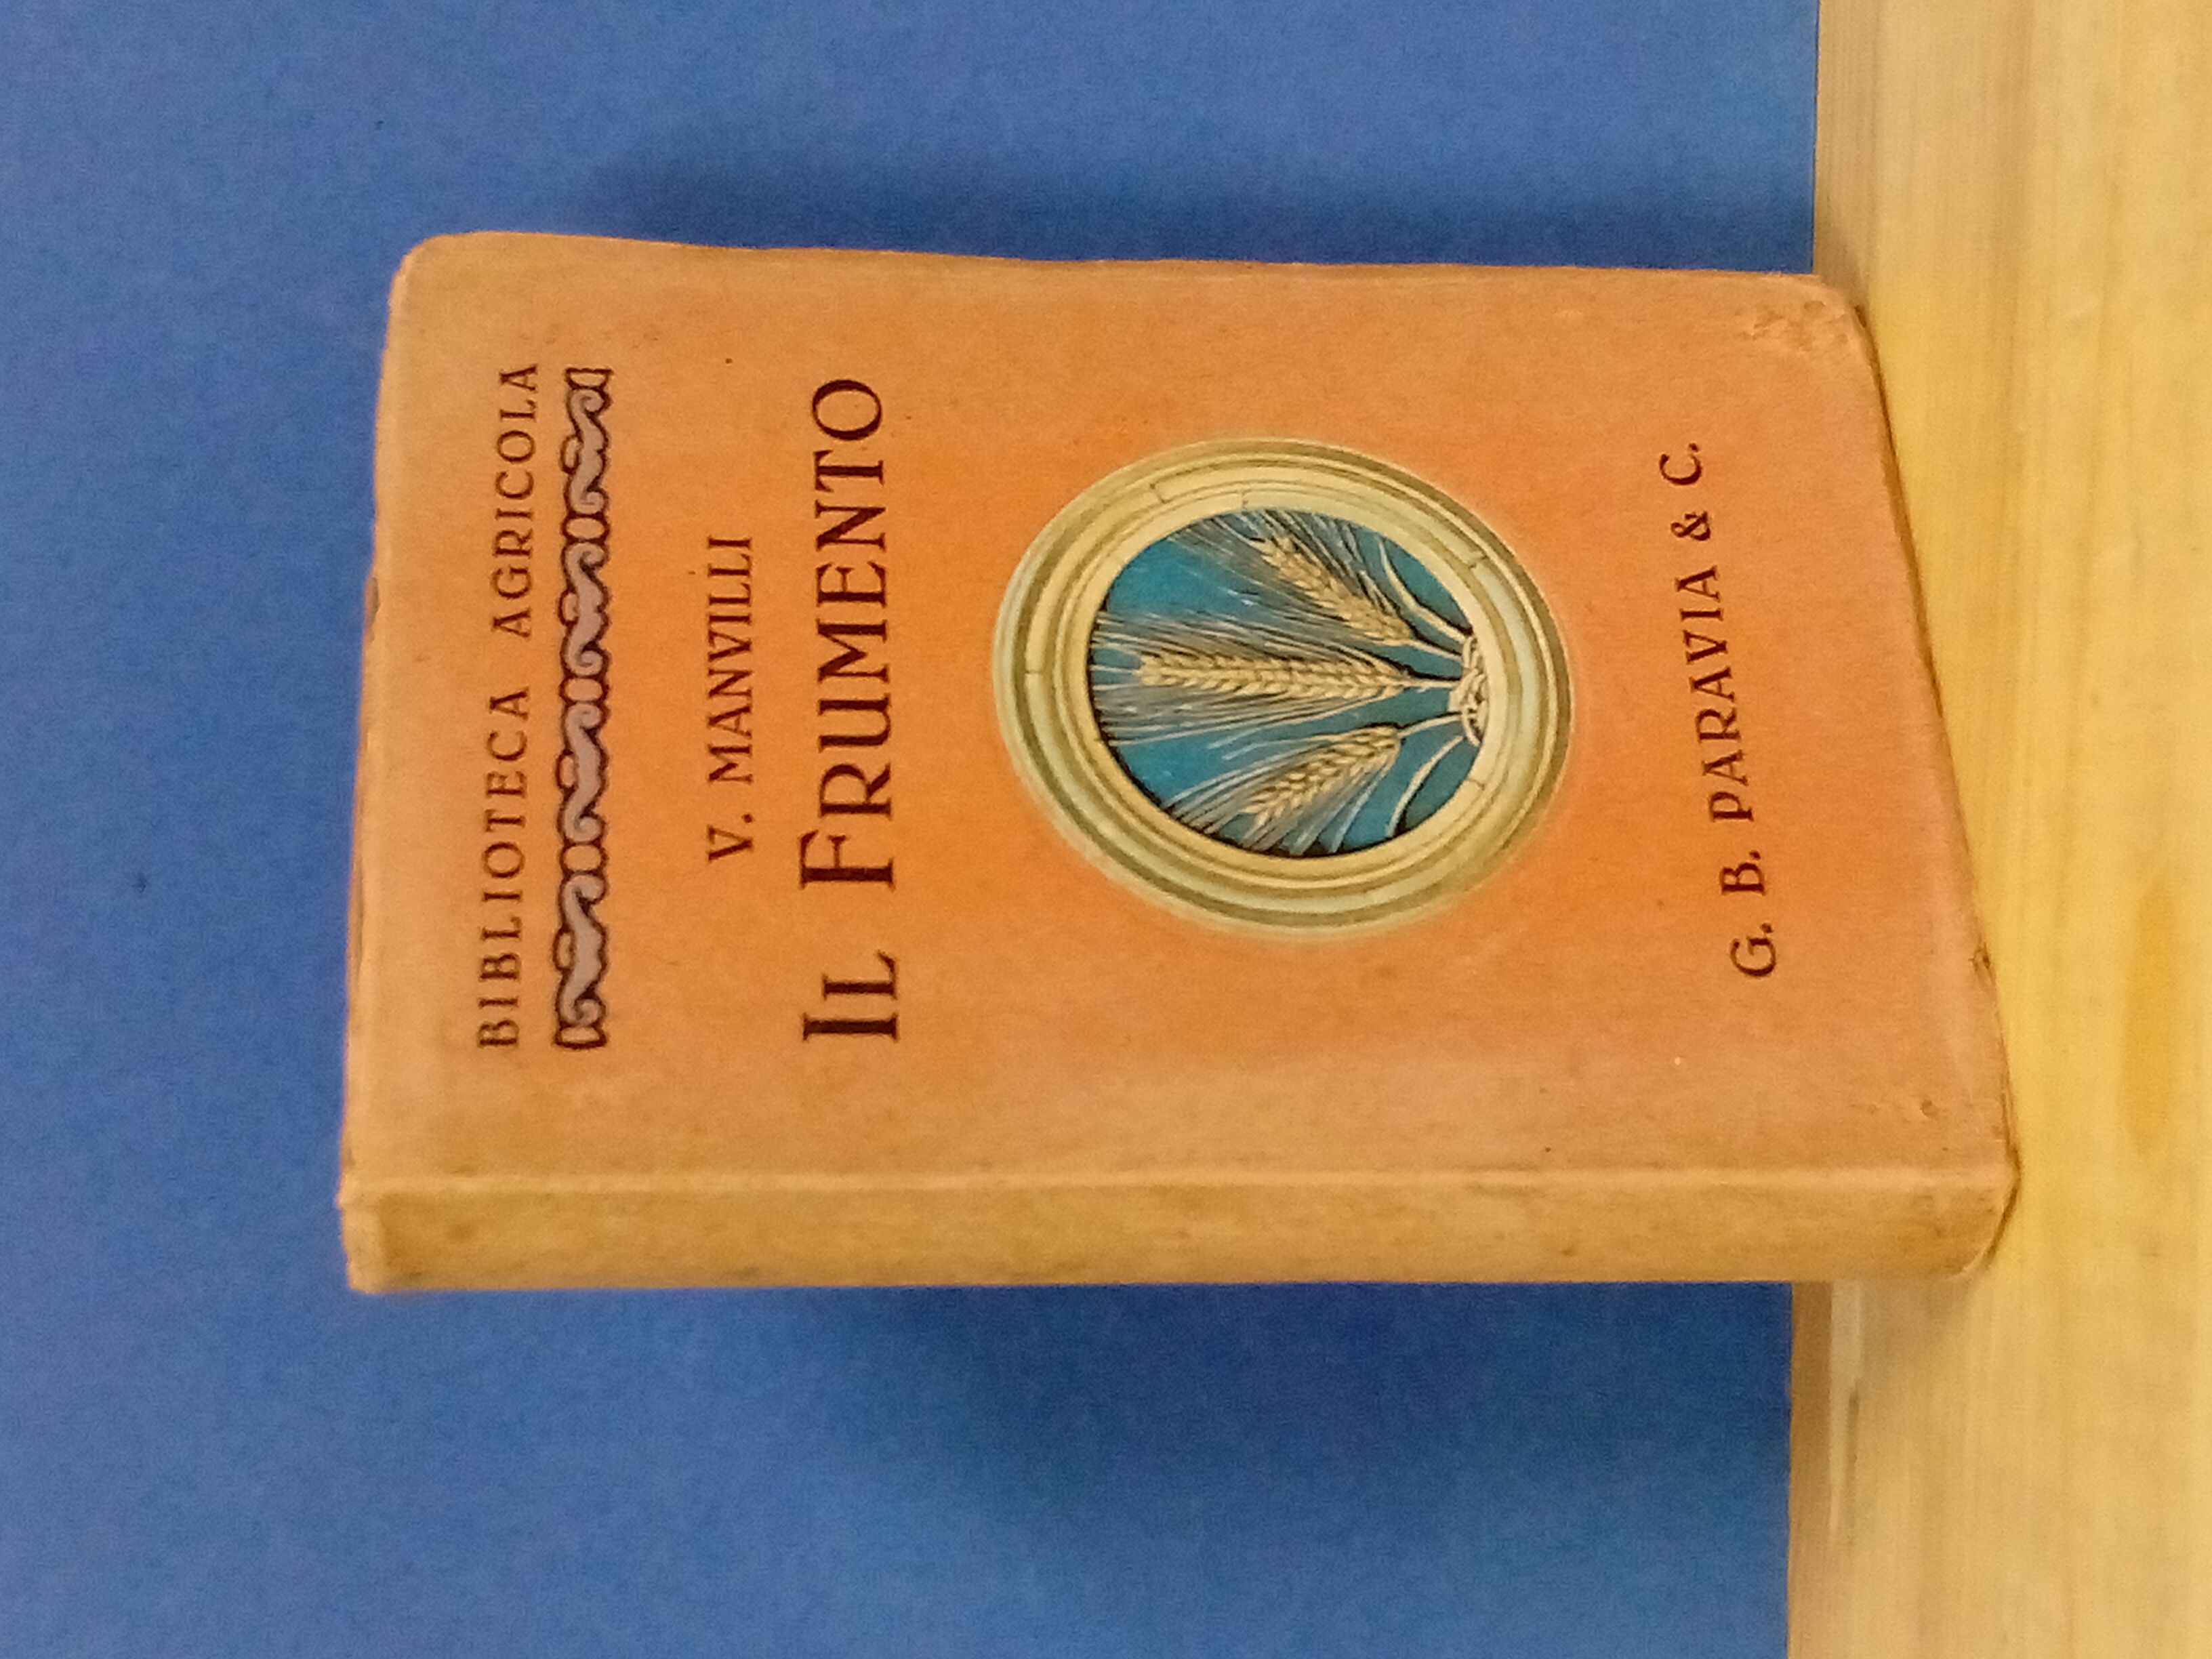 BIBLIOTECA AGRICOLA
V. MANVILLI
IL FRUMENTO
G. B. PARAVIA & C.